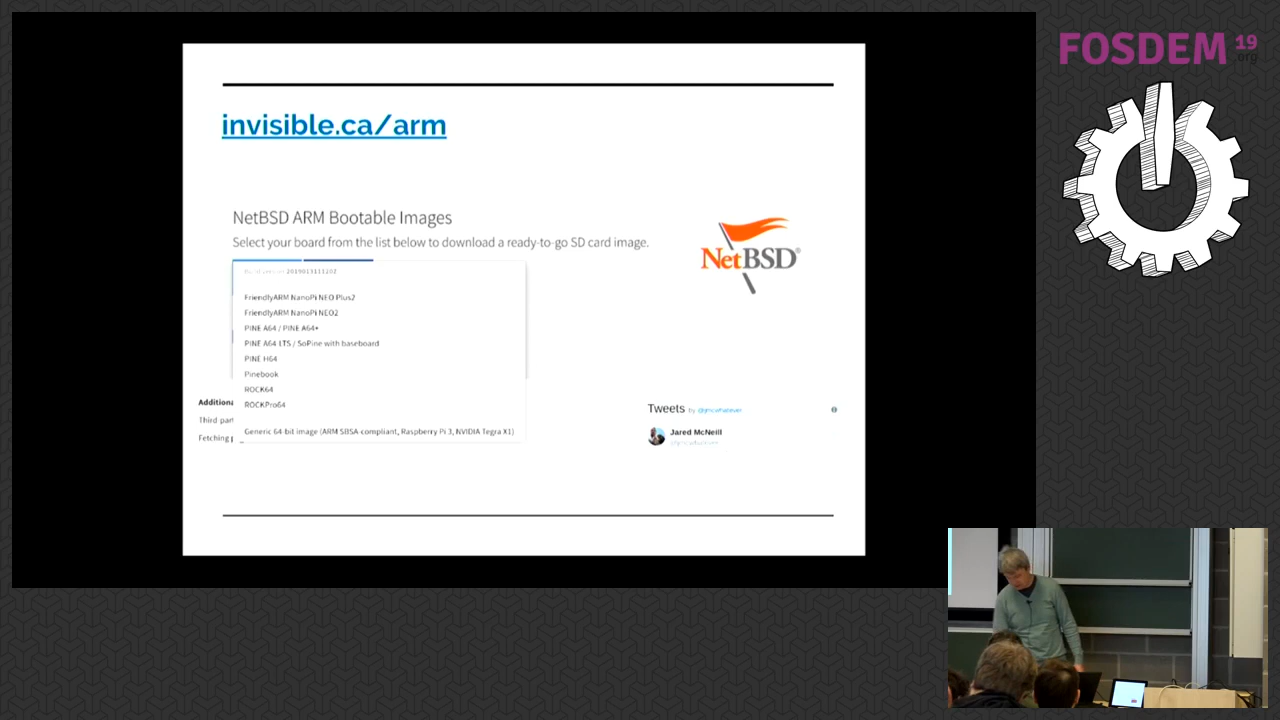 invisible.ca/arm
NetBSD ARM Bootable Images
Select your board from the list below to download a ready-to-go SD card image.
FriendlyARM NanoPi NEO Plus2
FriendlyARM NanoPi NEO2
PINE A64 / PINE A64+
PINE A64 LTS / SoPine with baseboard
PINE H64
Pinebook
ROCK64
ROCKPro64
Generic 64-bit image (ARM SBSA-compliant, Raspberry Pi 3, NVIDIA Tegra X1)
Additiona
Third part
Fetching
NetBSD®
Tweets by
Jared McNeill
FOSDEM 19
.org